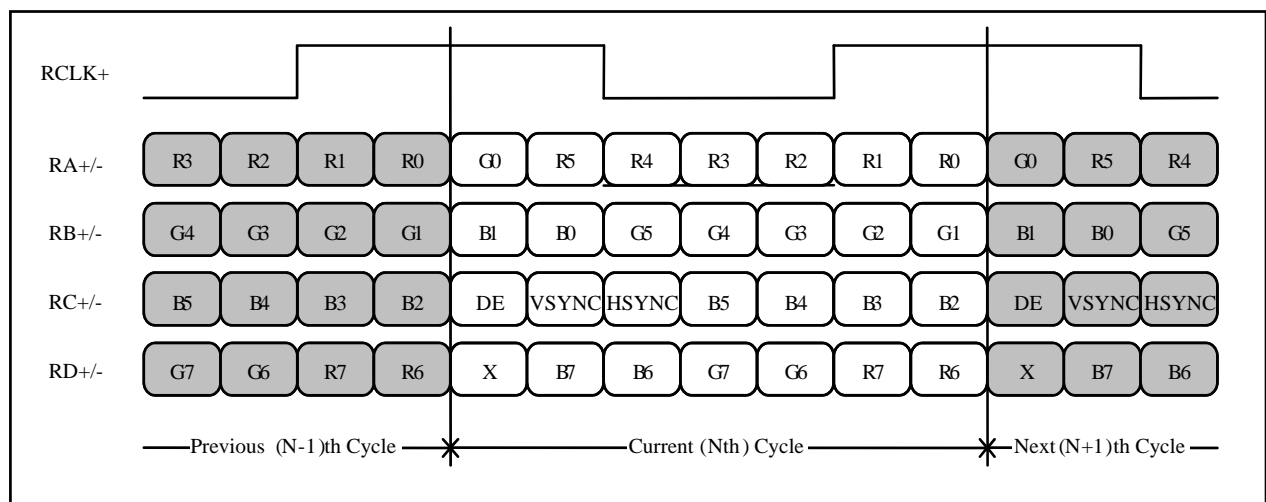 RCLK+
RA+/- R3 R2 R1 R0 G0 R5 R4 R3 R2 R1 R0 G0 R5 R4
RB+/- G4 G3 G2 G1 B1 B0 G5 G4 G3 G2 G1 B1 B0 G5
RC+/- B5 B4 B3 B2 DE VSYNC HSYNC B5 B4 B3 B2 DE VSYNC HSYNC
RD+/- G7 G6 R7 R6 X B7 B6 G7 G6 R7 R6 X B7 B6
Previous (N-1)th Cycle Current (Nth) Cycle Next (N+1)th Cycle